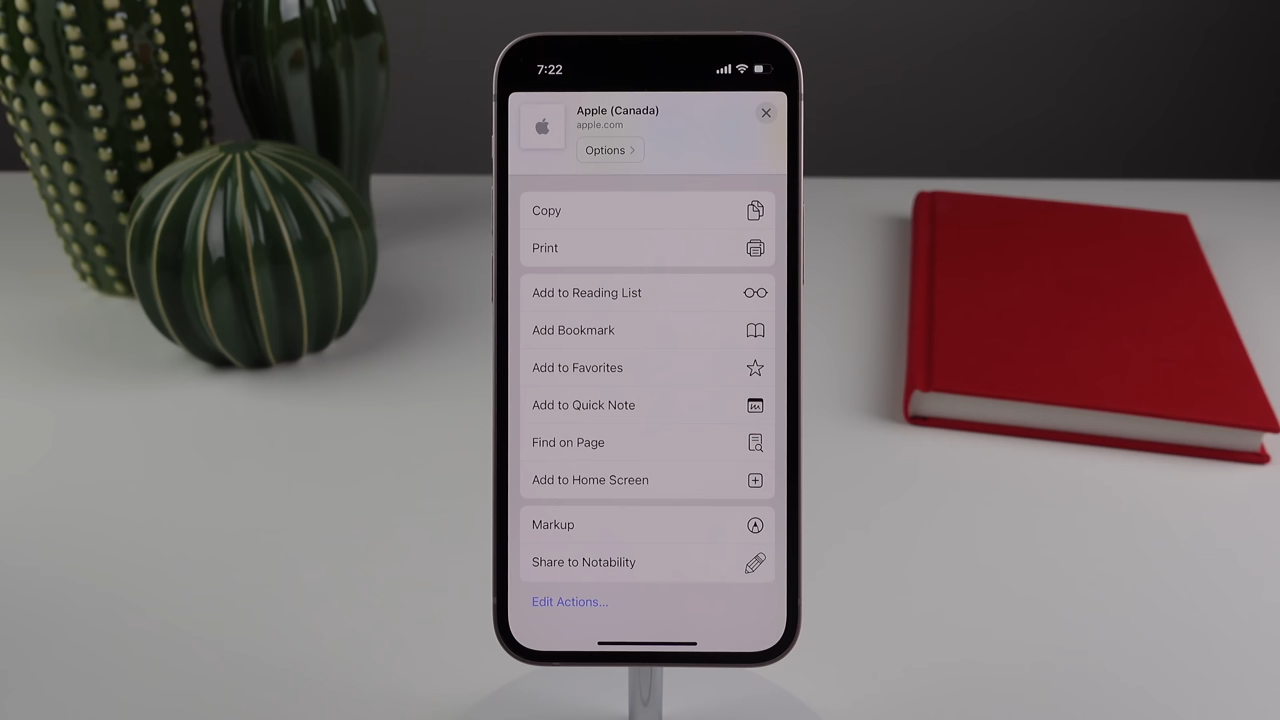 7:22
Apple (Canada)
apple.com
Options
Copy
Print
Add to Reading List
Add Bookmark
Add to Favorites
Add to Quick Note
Find on Page
Add to Home Screen
Markup
Share to Notability
Edit Actions...